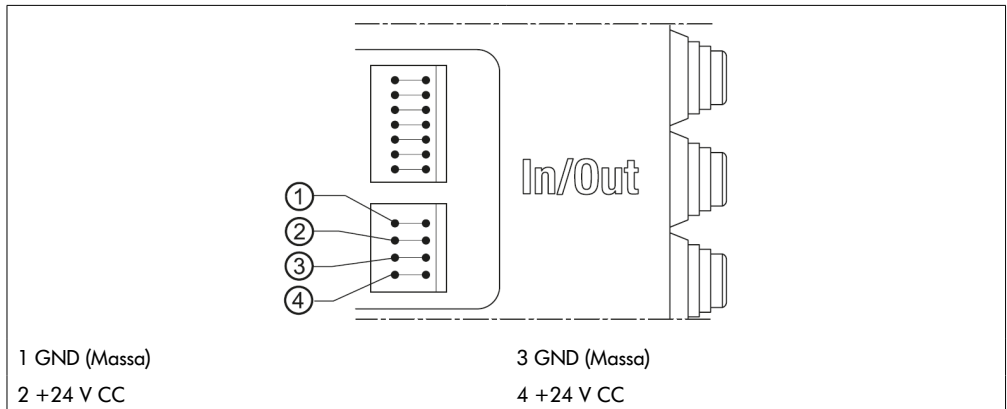 In/Out
1
2
3
4
1 GND (Massa)
2 +24 V CC
3 GND (Massa)
4 +24 V CC